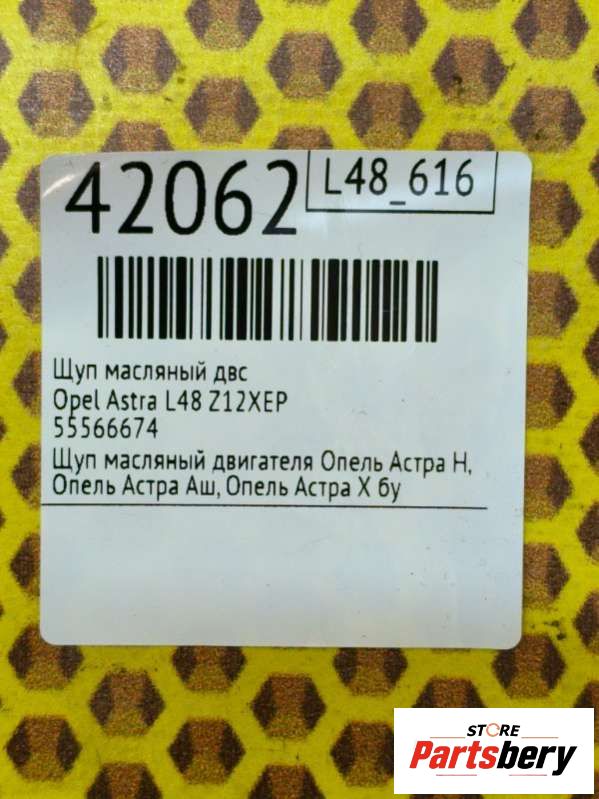 42062
L48_616
Щуп масляный двс
Opel Astra L48 Z12XEP
55566674
Щуп масляный двигателя Опель Астра Н,
Опель Астра Аш, Опель Астра Х бу
STORE
Partsbery